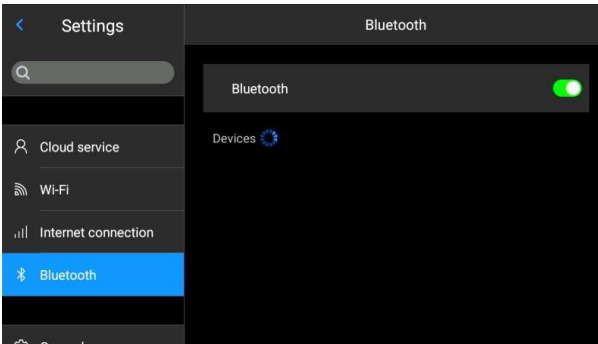 Settings
Bluetooth
Bluetooth
Devices
Cloud service
Wi-Fi
Internet connection
Bluetooth